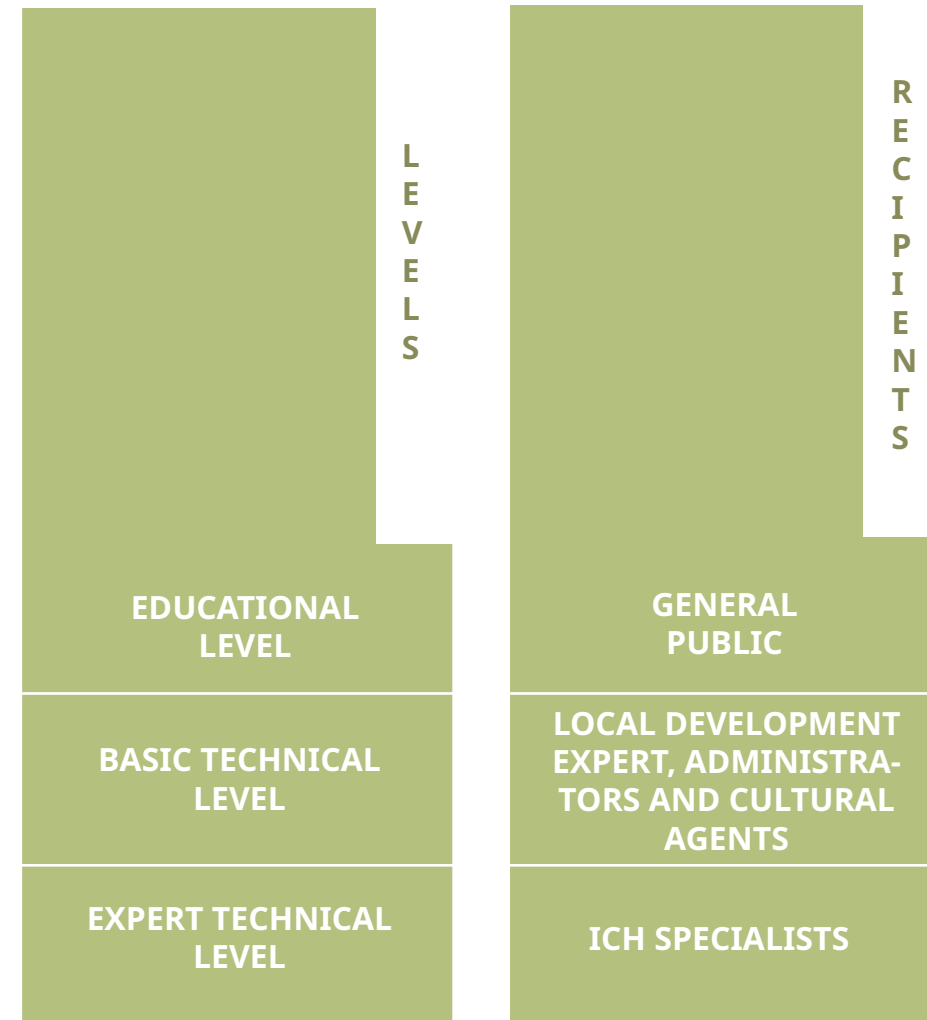 LEVELS
EDUCATIONAL
LEVEL
BASIC TECHNICAL
LEVEL
EXPERT TECHNICAL
LEVEL
RECIPIENTS
GENERAL
PUBLIC
LOCAL DEVELOPMENT
EXPERT, ADMINISTRA-
TORS AND CULTURAL
AGENTS
ICH SPECIALISTS